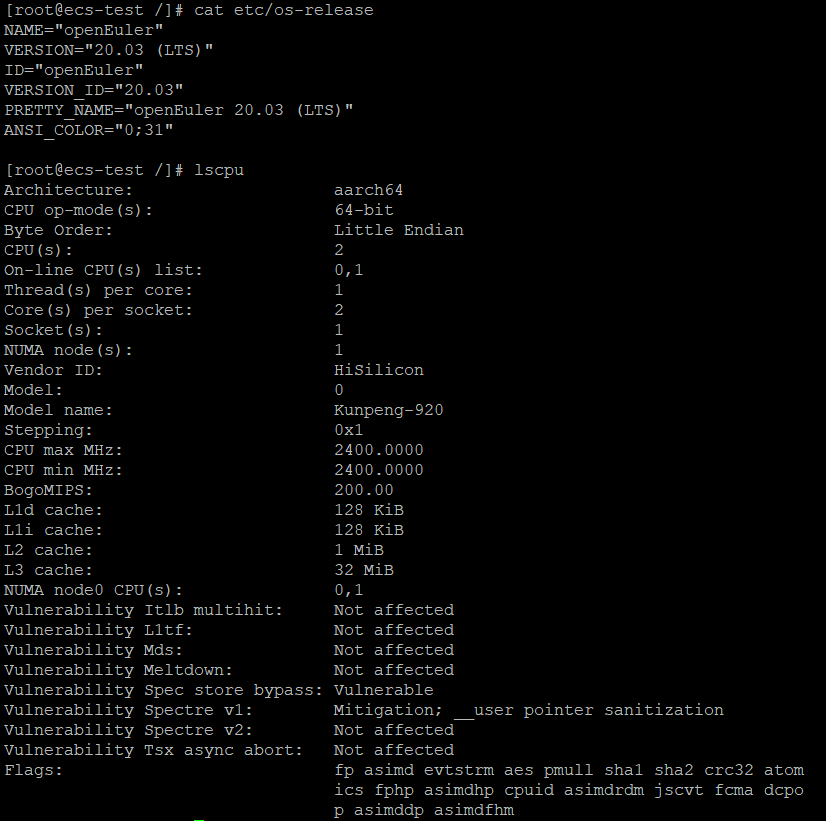 [root@ecs-test /]# cat etc/os-release
NAME="openEuler"
VERSION="20.03 (LTS)"
ID="openEuler"
VERSION_ID="20.03"
PRETTY_NAME="openEuler 20.03 (LTS)"
ANSI_COLOR="0;31"

[root@ecs-test /]# lscpu
Architecture:                    aarch64
CPU op-mode(s):                  64-bit
Byte Order:                      Little Endian
CPU(s):                          2
On-line CPU(s) list:             0,1
Thread(s) per core:              1
Core(s) per socket:              2
Socket(s):                       1
NUMA node(s):                    1
Vendor ID:                       HiSilicon
Model:                           0
Model name:                      Kunpeng-920
Stepping:                        0x1
CPU max MHz:                     2400.0000
CPU min MHz:                     2400.0000
BogoMIPS:                        200.00
L1d cache:                       128 KiB
L1i cache:                       128 KiB
L2 cache:                        1 MiB
L3 cache:                        32 MiB
NUMA node0 CPU(s):               0,1
Vulnerability Itlb multihit:     Not affected
Vulnerability L1tf:              Not affected
Vulnerability Mds:               Not affected
Vulnerability Meltdown:          Not affected
Vulnerability Spec store bypass: Vulnerable
Vulnerability Spectre v1:        Mitigation; __user pointer sanitization
Vulnerability Spectre v2:        Not affected
Vulnerability Tsx async abort:   Not affected
Flags:                           fp asimd evtstrm aes pmull sha1 sha2 crc32 atom
                                 ics fphp asimdhp cpuid asimdrdm jscvt fcma dcpo
                                 p asimddp asimdfhm